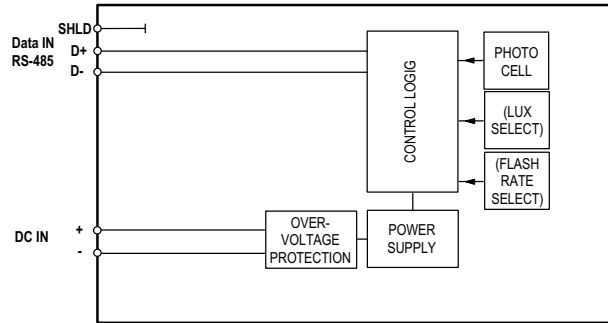 SHLD
Data IN
RS-485
D+
D-
CONTROL LOGIG
PHOTO
CELL
(LUX
SELECT)
(FLASH
RATE
SELECT)
DC IN
+
-
OVER-
VOLTAGE
PROTECTION
POWER
SUPPLY